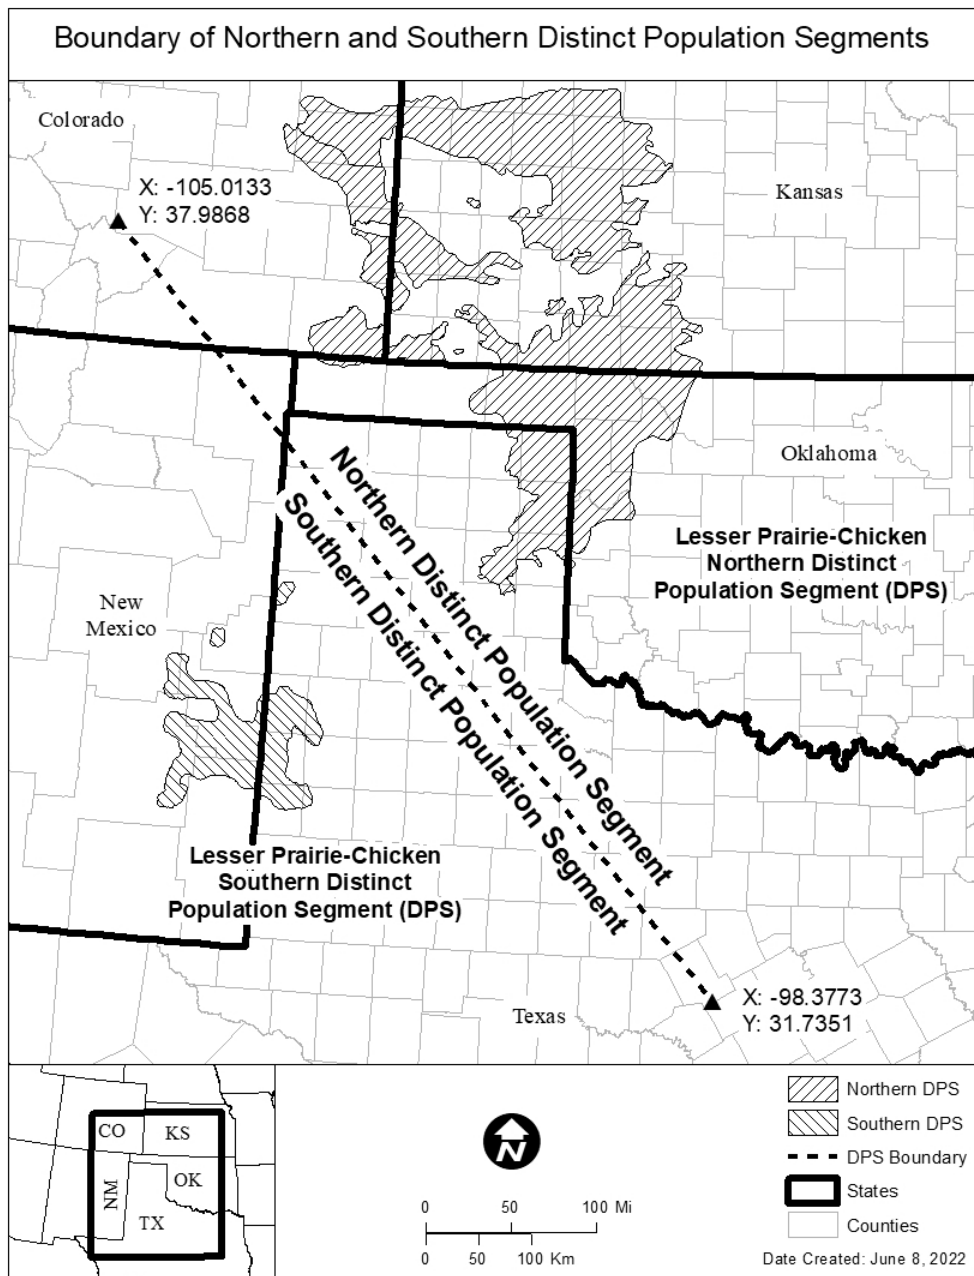 Boundary of Northern and Southern Distinct Population Segments
Colorado
X: -105.0133
Y: 37.9868
Kansas
Oklahoma
Northern Distinct Population Segment
Southern Distinct Population Segment
Lesser Prairie-Chicken
Northern Distinct
Population Segment (DPS)
New
Mexico
Lesser Prairie-Chicken
Southern Distinct
Population Segment (DPS)
Texas
X: -98.3773
Y: 31.7351
CO
KS
NM
OK
TX
N
0 50 100 Mi
0 50 100 Km
Northern DPS
Southern DPS
DPS Boundary
States
Counties
Date Created: June 8, 2022